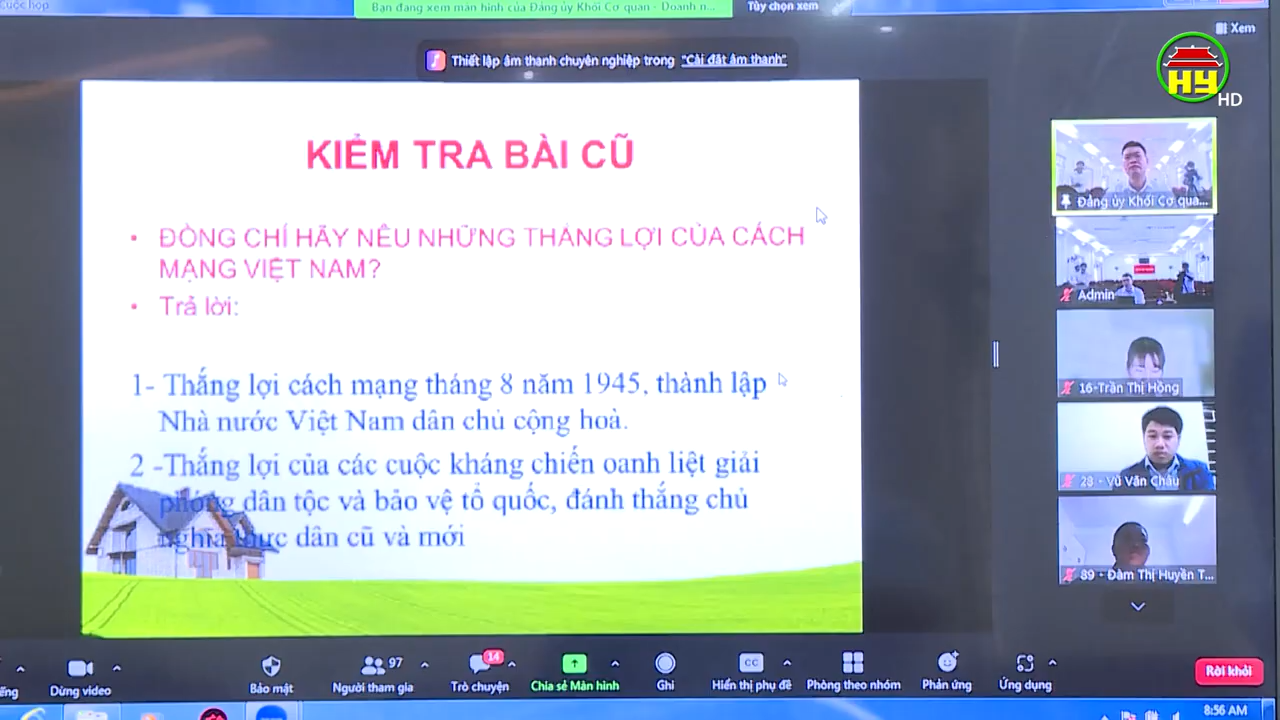 Cuộc họp
Bạn đang xem màn hình của Đảng ủy Khối Cơ quan - Doanh n...
Tùy chọn xem
Xem
Thiết lập âm thanh chuyên nghiệp trong "Cài đặt âm thanh"
HY
HD
KIỂM TRA BÀI CŨ
• ĐỒNG CHÍ HÃY NÊU NHỮNG THẮNG LỢI CỦA CÁCH
MẠNG VIỆT NAM?
• Trả lời:
1- Thắng lợi cách mạng tháng 8 năm 1945, thành lập
Nhà nước Việt Nam dân chủ cộng hoà.
2 -Thắng lợi của các cuộc kháng chiến oanh liệt giải
phóng dân tộc và bảo vệ tổ quốc, đánh thắng chủ
nghĩa thực dân cũ và mới
Đảng ủy Khối Cơ qua...
Admin
16-Trần Thị Hồng
28 - Vũ Văn Châu
89 - Đàm Thị Huyền T...
Dừng video
Bảo mật
97
Người tham gia
14
Trò chuyện
Chia sẻ Màn hình
Ghi
CC
Hiển thị phụ đề
Phòng theo nhóm
Phản ứng
Ứng dụng
Rời khỏi
8:56 AM